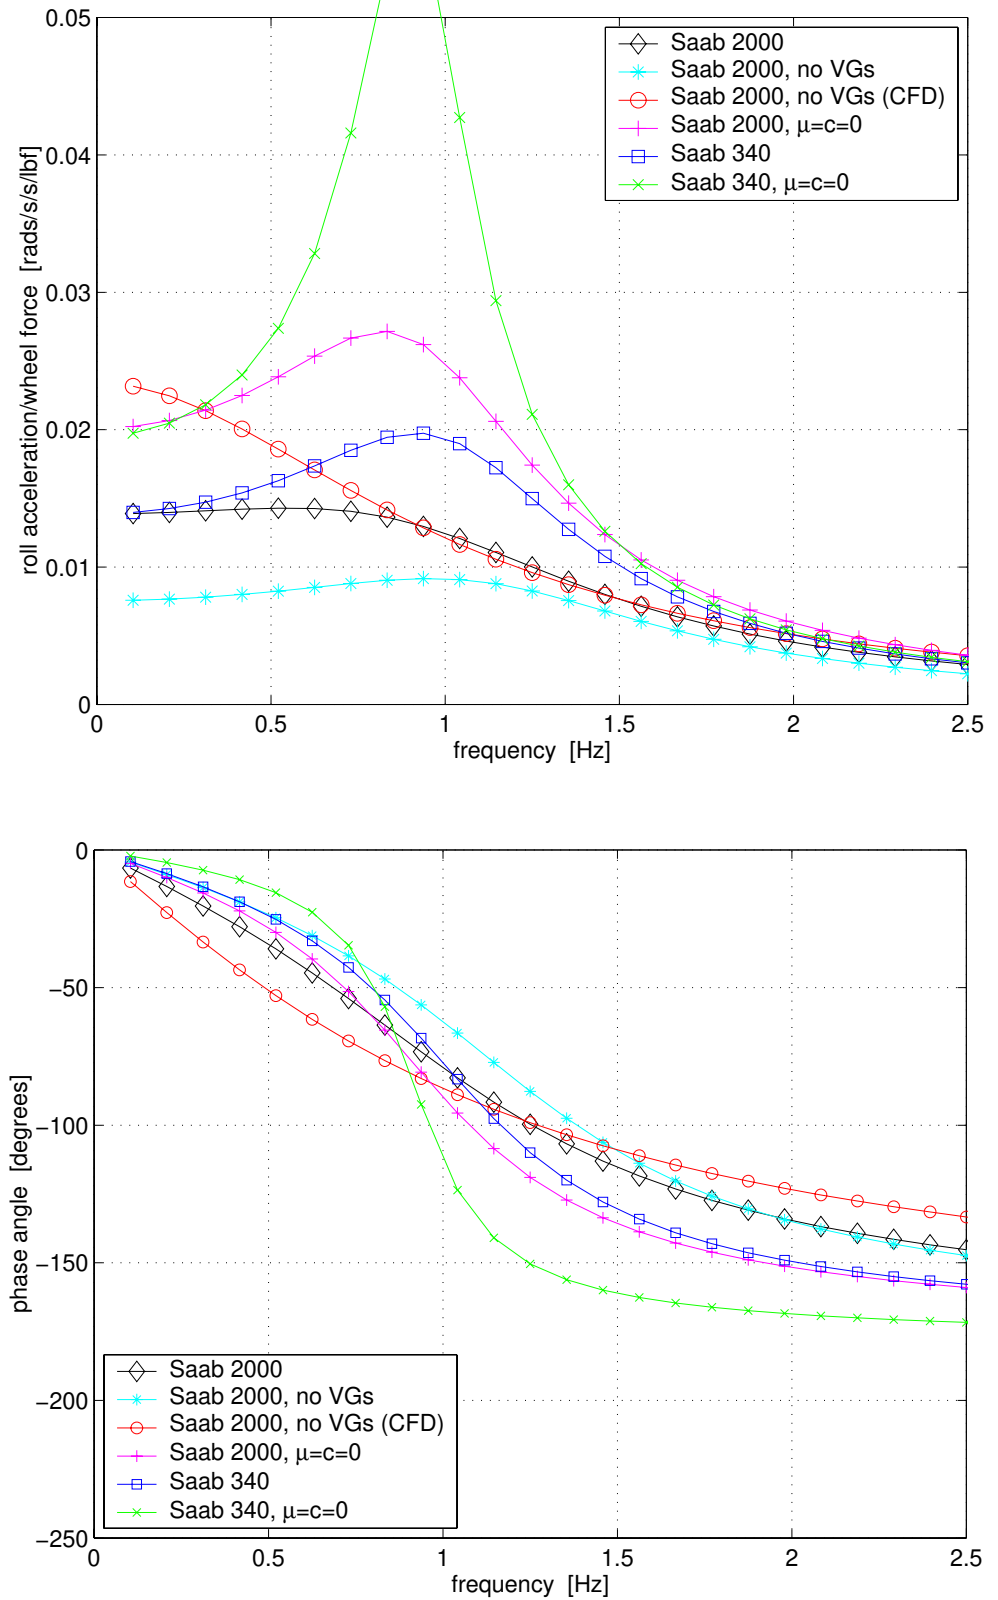 0.05
0.04
0.03
0.02
0.01
0
roll acceleration/wheel force [rads/s/s/lbf]
Saab 2000
Saab 2000, no VGs
Saab 2000, no VGs (CFD)
Saab 2000, μ=c=0
Saab 340
Saab 340, μ=c=0
0 0.5 1 1.5 2 2.5
frequency [Hz]
0
−50
−100
−150
−200
−250
phase angle [degrees]
Saab 2000
Saab 2000, no VGs
Saab 2000, no VGs (CFD)
Saab 2000, μ=c=0
Saab 340
Saab 340, μ=c=0
0 0.5 1 1.5 2 2.5
frequency [Hz]